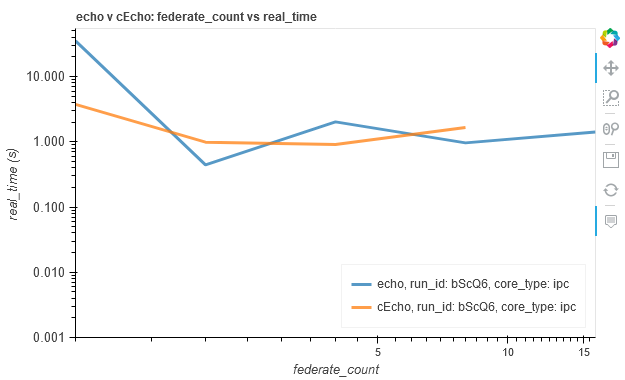 echo v cEcho: federate_count vs real_time
10.000
1.000
0.100
0.010
0.001
real_time (s)
echo, run_id: bScQ6, core_type: ipc
cEcho, run_id: bScQ6, core_type: ipc
5
10
15
federate_count